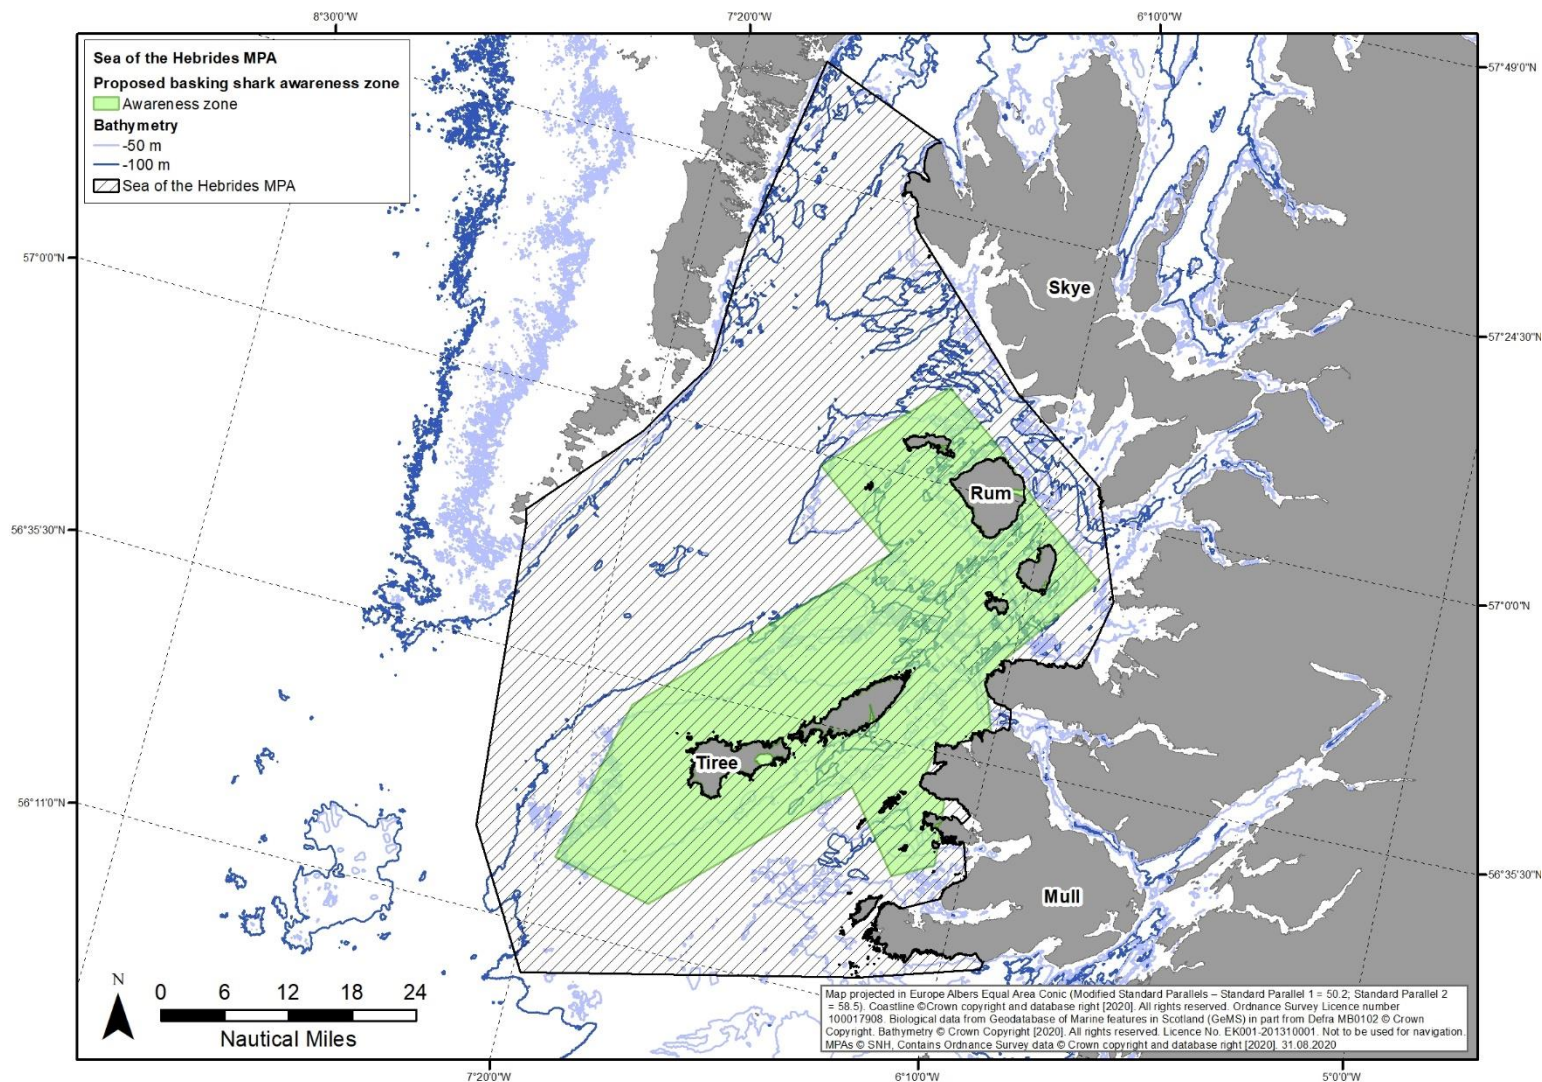 8°30'0"W
7°20'0"W
6°10'0"W
Sea of the Hebrides MPA
Proposed basking shark awareness zone
Awareness zone
Bathymetry
-50 m
-100 m
Sea of the Hebrides MPA
57°49'0"N
57°0'0"N
Skye
57°24'30"N
Rum
56°35'30"N
57°0'0"N
Tiree
56°11'0"N
56°35'30"N
Mull
N
0 6 12 18 24
Nautical Miles
Map projected in Europe Albers Equal Area Conic (Modified Standard Parallels – Standard Parallel 1 = 50.2; Standard Parallel 2
= 58.5). Coastline ©Crown copyright and database right [2020]. All rights reserved. Ordnance Survey Licence number
100017908. Biological data from Geodatabase of Marine features in Scotland (GeMS) in part from Defra MB0102 © Crown
Copyright. Bathymetry © Crown Copyright [2020]. All rights reserved. Licence No. EK001-201310001. Not to be used for navigation.
MPAs © SNH, Contains Ordnance Survey data © Crown copyright and database right [2020]. 31.08.2020
7°20'0"W
6°10'0"W
5°0'0"W